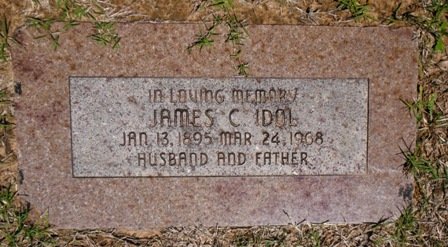 IN LOVING MEMORY
JAMES C. IDOL
JAN. 13, 1895 MAR. 24, 1968
HUSBAND AND FATHER